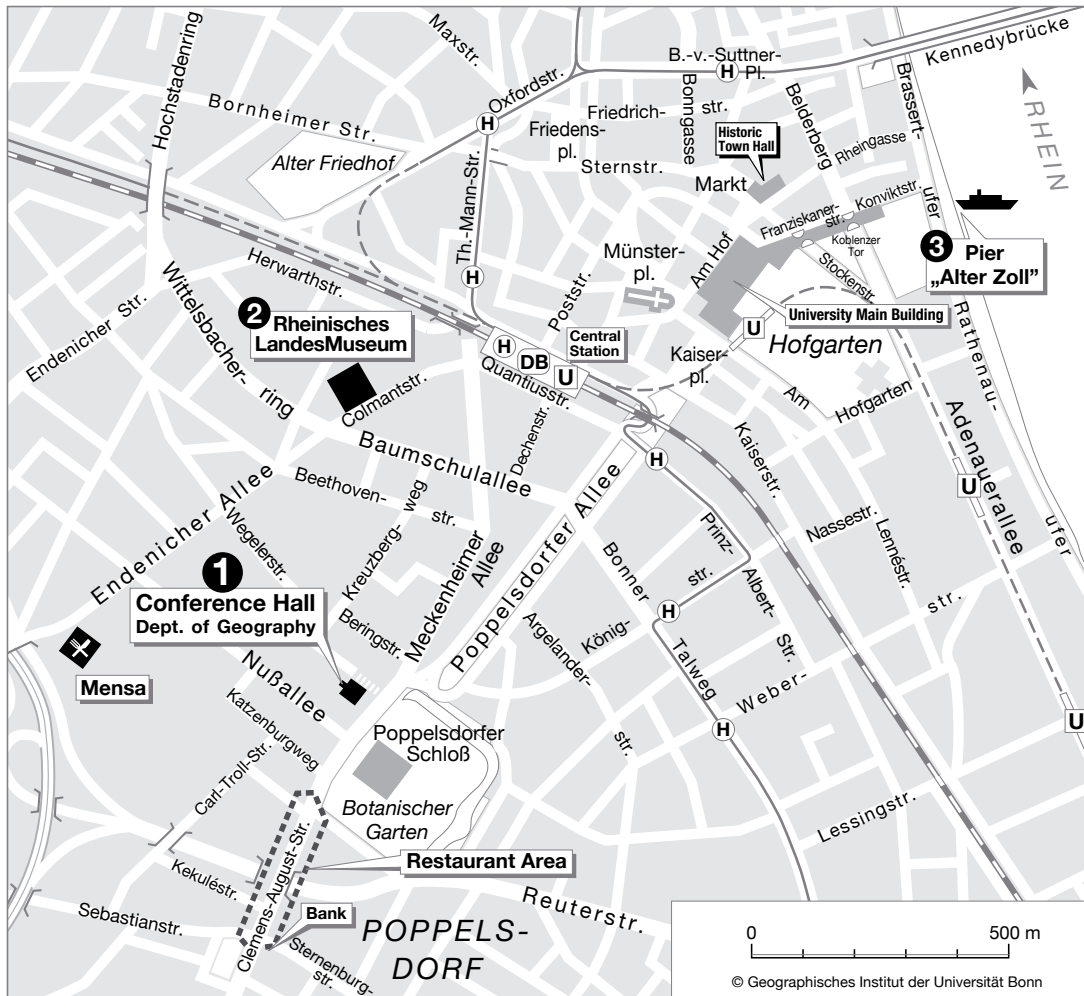 Maxstr.
Hochstadenring
Bornheimer Str.
Oxfordstr.
H
B.-v.-Suttner-
Pl.
H
Kennedybrücke
Brassert-
ufer
RHEIN
Alter Friedhof
Friedrich-
str.
Friedens-
pl.
Bonngasse
Belderberg
Historic
Town Hall
Rheingasse
Sternstr.
Markt
Th.-Mann-Str.
H
H
Franziskaner-
str.
Konviktstr.
Koblenzer
Tor
Stockenstr.
Am Hof
Münster-
pl.
3
Pier
„Alter Zoll”
Herwarthstr.
Wittelsbacher-
ring
Endenicher Str.
2
Rheinisches
LandesMuseum
Poststr.
Central
Station
H
DB
U
Quantiusstr.
University Main Building
U
Hofgarten
Kaiser-
pl.
Am
Hofgarten
Rathenau-
ufer
Adenauerallee
U
Colmantstr.
Baumschulallee
Dechenstr.
Kaiserstr.
H
Endenicher Allee
Beethoven-
str.
Wegelerstr.
Kreuzberg-
weg
Meckenheimer
Allee
Poppelsdorfer Allee
Bonner
Talweg
Prinz-
Albert-
Str.
Nassestr.
Lennéstr.
1
Conference Hall
Dept. of Geography
Beringstr.
Argelander-
str.
König-
str.
H
Weber-
str.
H
U
Mensa
Nußallee
Katzenburgweg
Carl-Troll-Str.
Poppelsdorfer
Schloß
Botanischer
Garten
Lessingstr.
Restaurant Area
Clemens-August-Str.
Kekuléstr.
Sebastianstr.
Bank
Sternenburg-
str.
Reuterstr.
POPPELS-
DORF
0
500 m
© Geographisches Institut der Universität Bonn